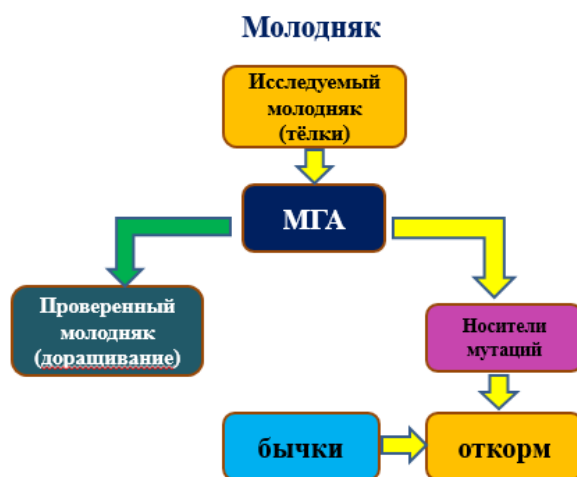 Молодняк
Исследуемый
молодняк
(тёлки)
МГА
Проверенный
молодняк
(доращивание)
Носители
мутаций
бычки
откорм